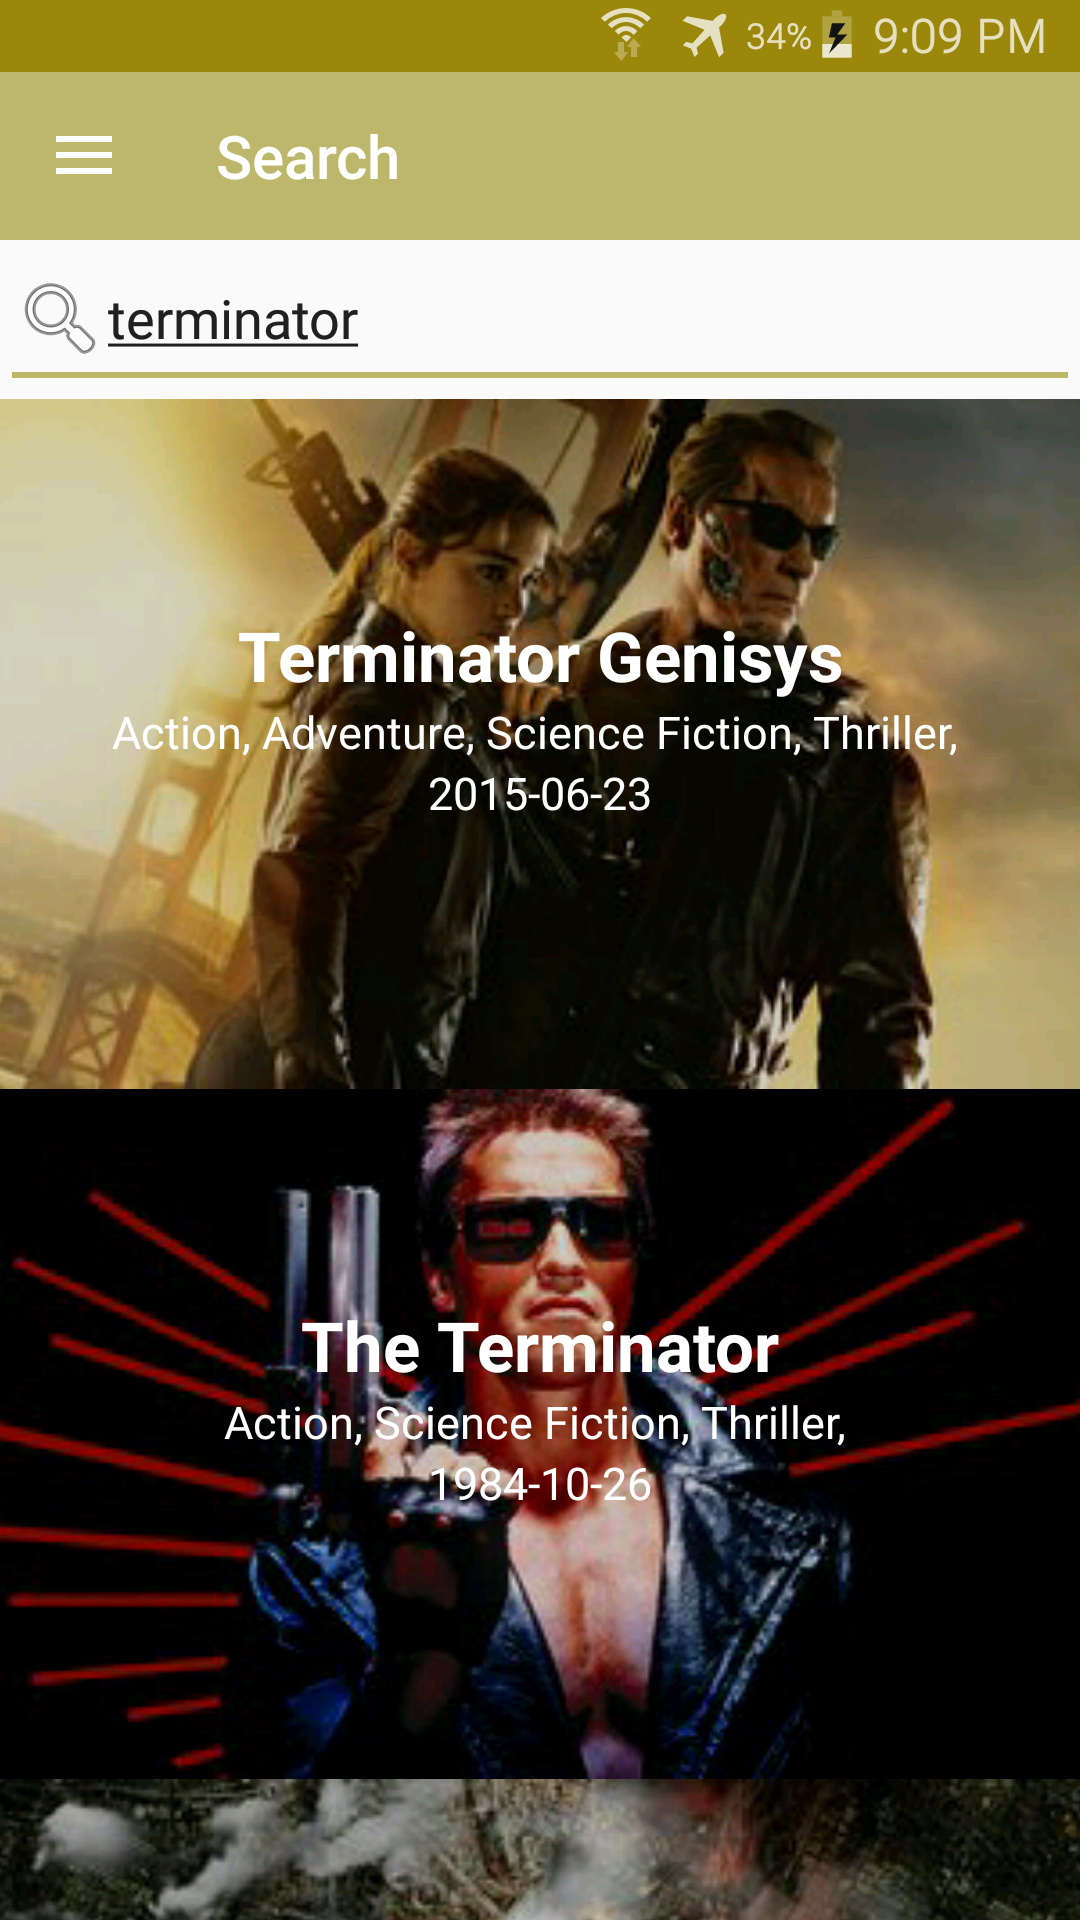 34% 9:09 PM
Search
terminator
Terminator Genisys
Action, Adventure, Science Fiction, Thriller,
2015-06-23
The Terminator
Action, Science Fiction, Thriller,
1984-10-26